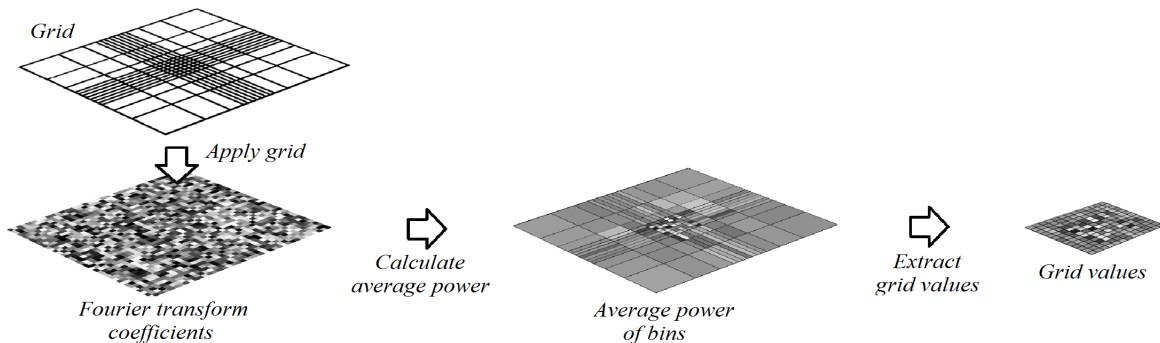 Grid
Apply grid
Fourier transform
coefficients
Calculate
average power
Average power
of bins
Extract
grid values
Grid values